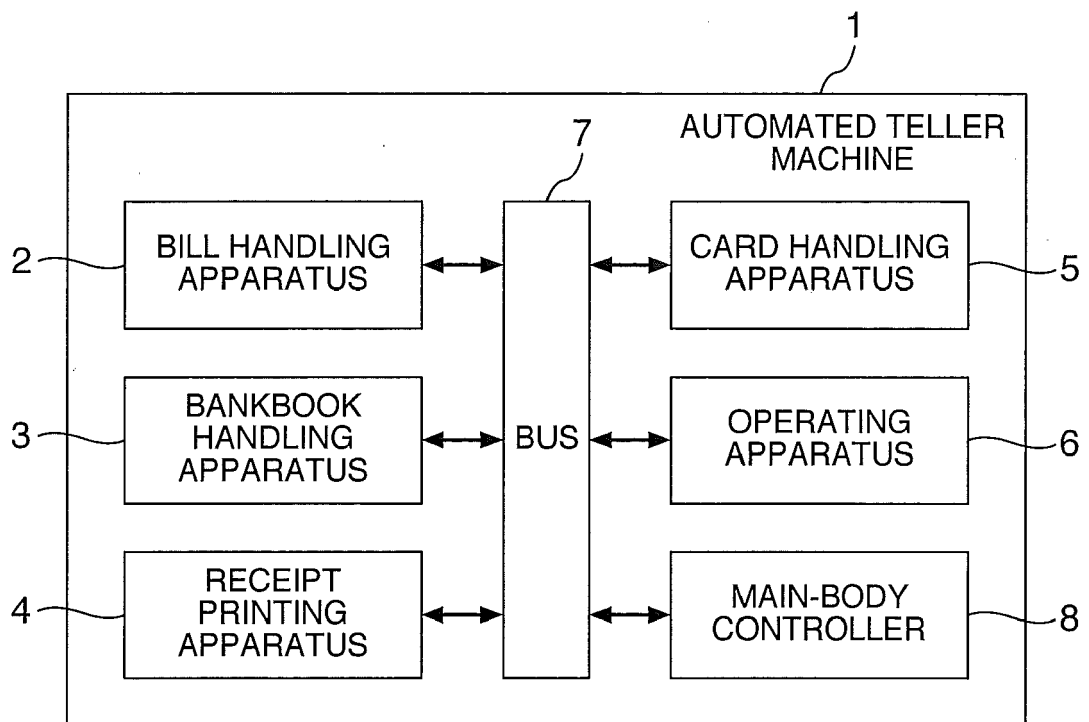 1
AUTOMATED TELLER
MACHINE
7
2
BILL HANDLING
APPARATUS
CARD HANDLING
APPARATUS
5
3
BANKBOOK
HANDLING
APPARATUS
BUS
OPERATING
APPARATUS
6
4
RECEIPT
PRINTING
APPARATUS
MAIN-BODY
CONTROLLER
8